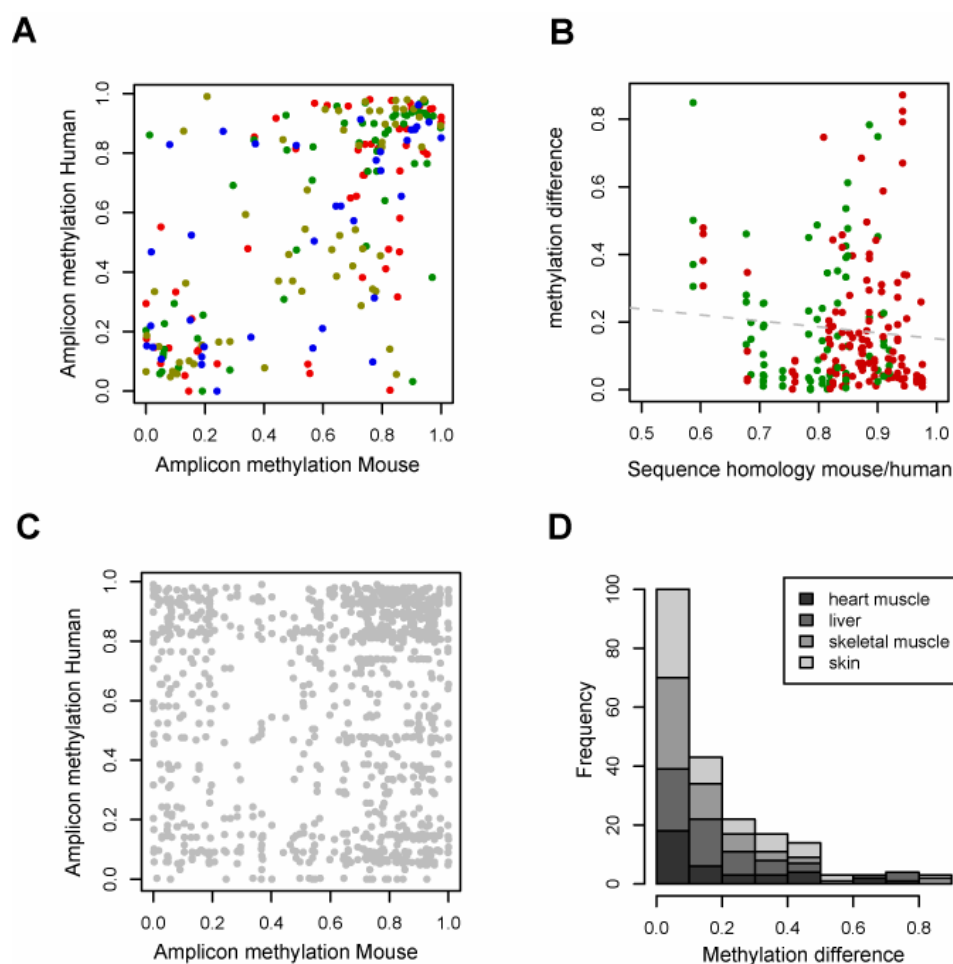 A
Amplicon methylation Human
0.0 0.2 0.4 0.6 0.8 1.0
0.0 0.2 0.4 0.6 0.8 1.0
Amplicon methylation Mouse
B
methylation difference
0.0 0.2 0.4 0.6 0.8
0.5 0.6 0.7 0.8 0.9 1.0
Sequence homology mouse/human
C
Amplicon methylation Human
0.0 0.2 0.4 0.6 0.8 1.0
0.0 0.2 0.4 0.6 0.8 1.0
Amplicon methylation Mouse
D
heart muscle
liver
skeletal muscle
skin
Frequency
0 20 40 60 80 100
0.0 0.2 0.4 0.6 0.8
Methylation difference